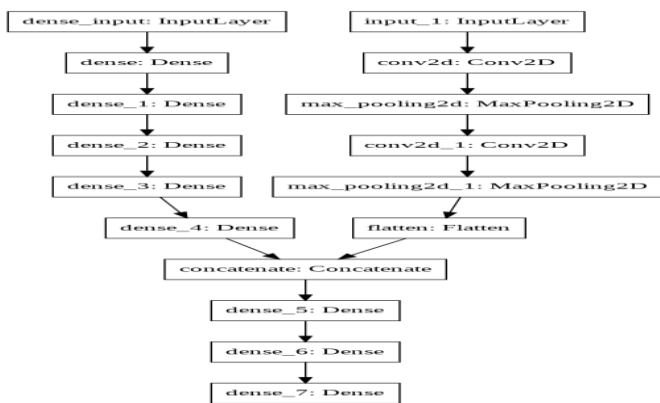 dense_input: InputLayer
input_1: InputLayer
dense: Dense
conv2d: Conv2D
dense_1: Dense
max_pooling2d: MaxPooling2D
dense_2: Dense
conv2d_1: Conv2D
dense_3: Dense
max_pooling2d_1: MaxPooling2D
dense_4: Dense
flatten: Flatten
concatenate: Concatenate
dense_5: Dense
dense_6: Dense
dense_7: Dense